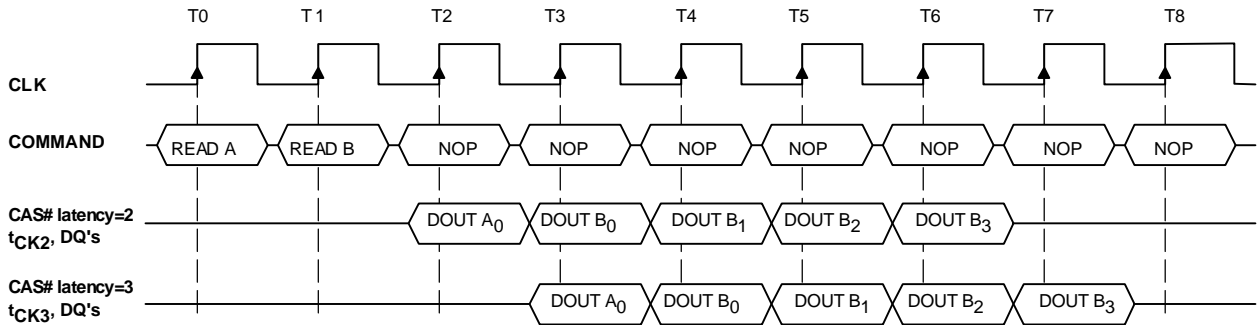 T0 T1 T2 T3 T4 T5 T6 T7 T8
CLK
COMMAND READ A READ B NOP NOP NOP NOP NOP NOP NOP
CAS# latency=2 DOUT A0 DOUT B0 DOUT B1 DOUT B2 DOUT B3
tCK2, DQ's
CAS# latency=3 DOUT A0 DOUT B0 DOUT B1 DOUT B2 DOUT B3
tCK3, DQ's